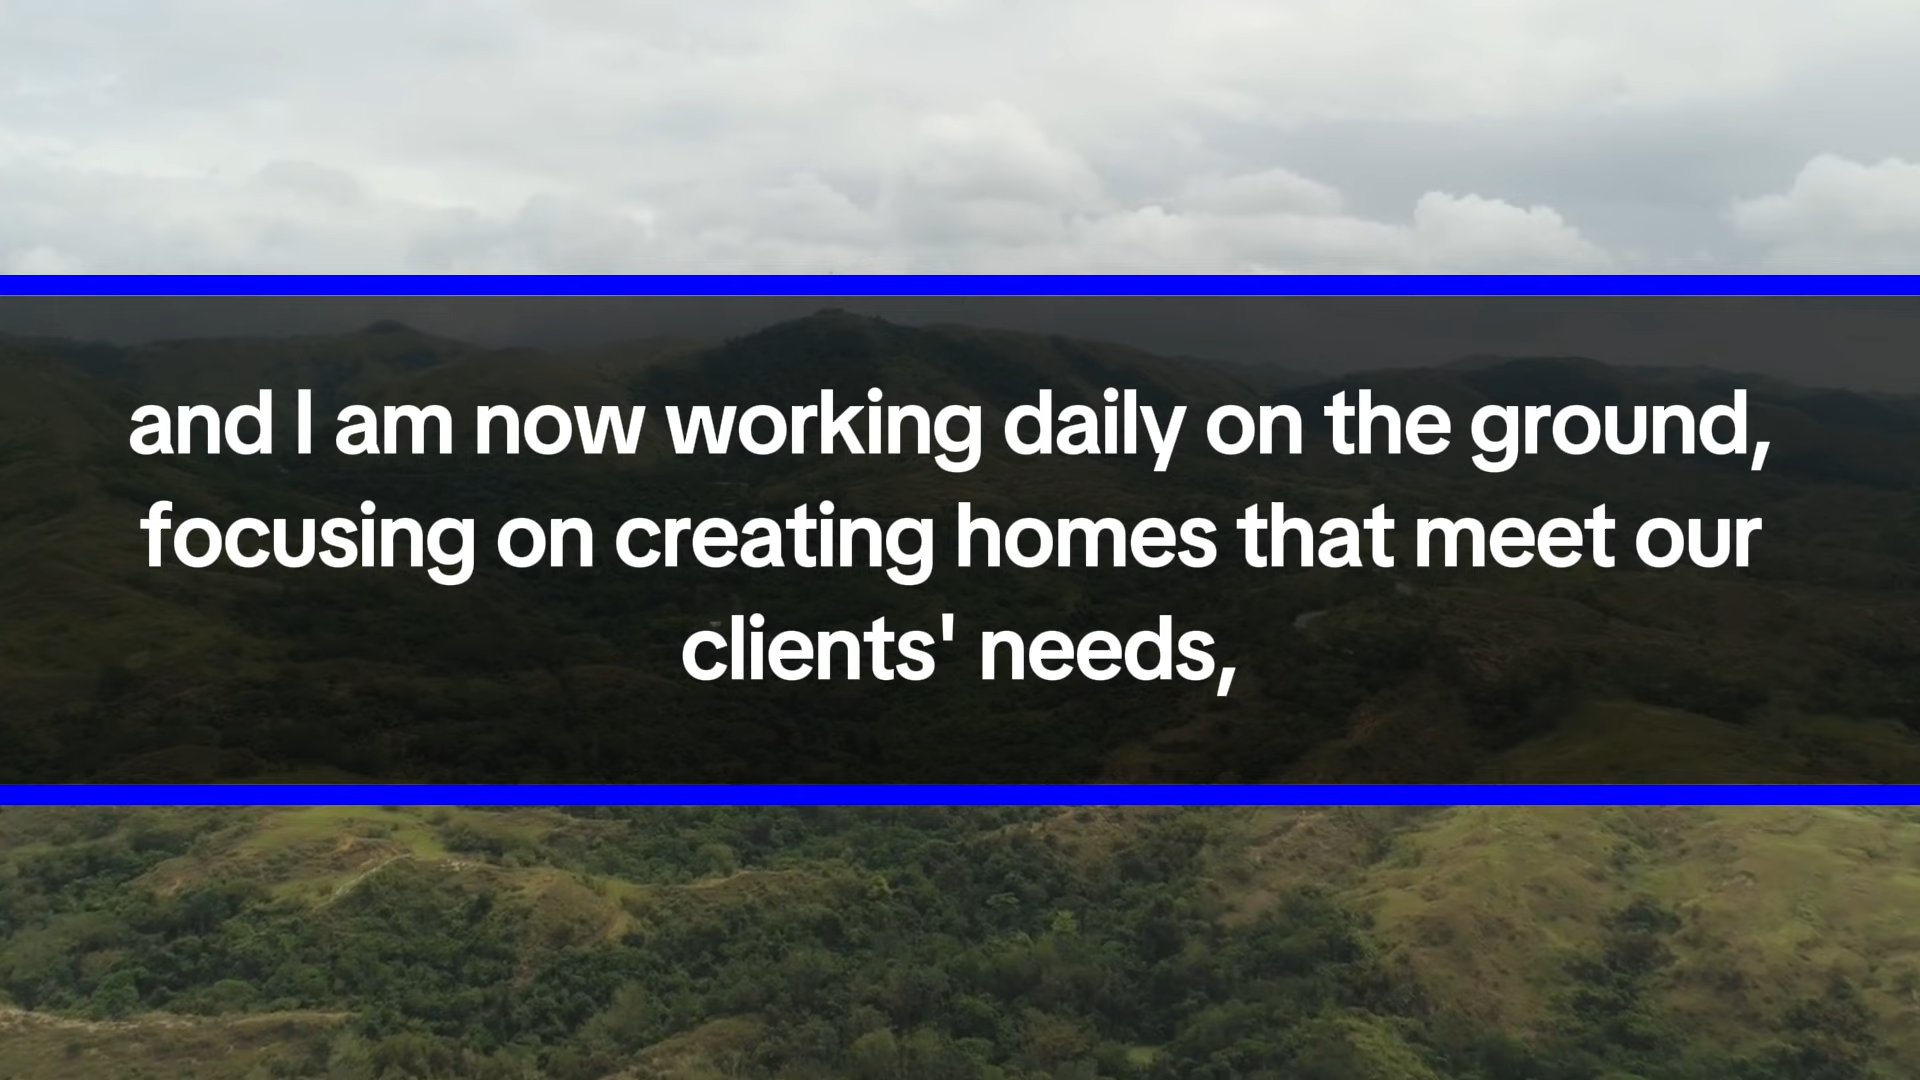 and I am now working daily on the ground,
focusing on creating homes that meet our
clients' needs,